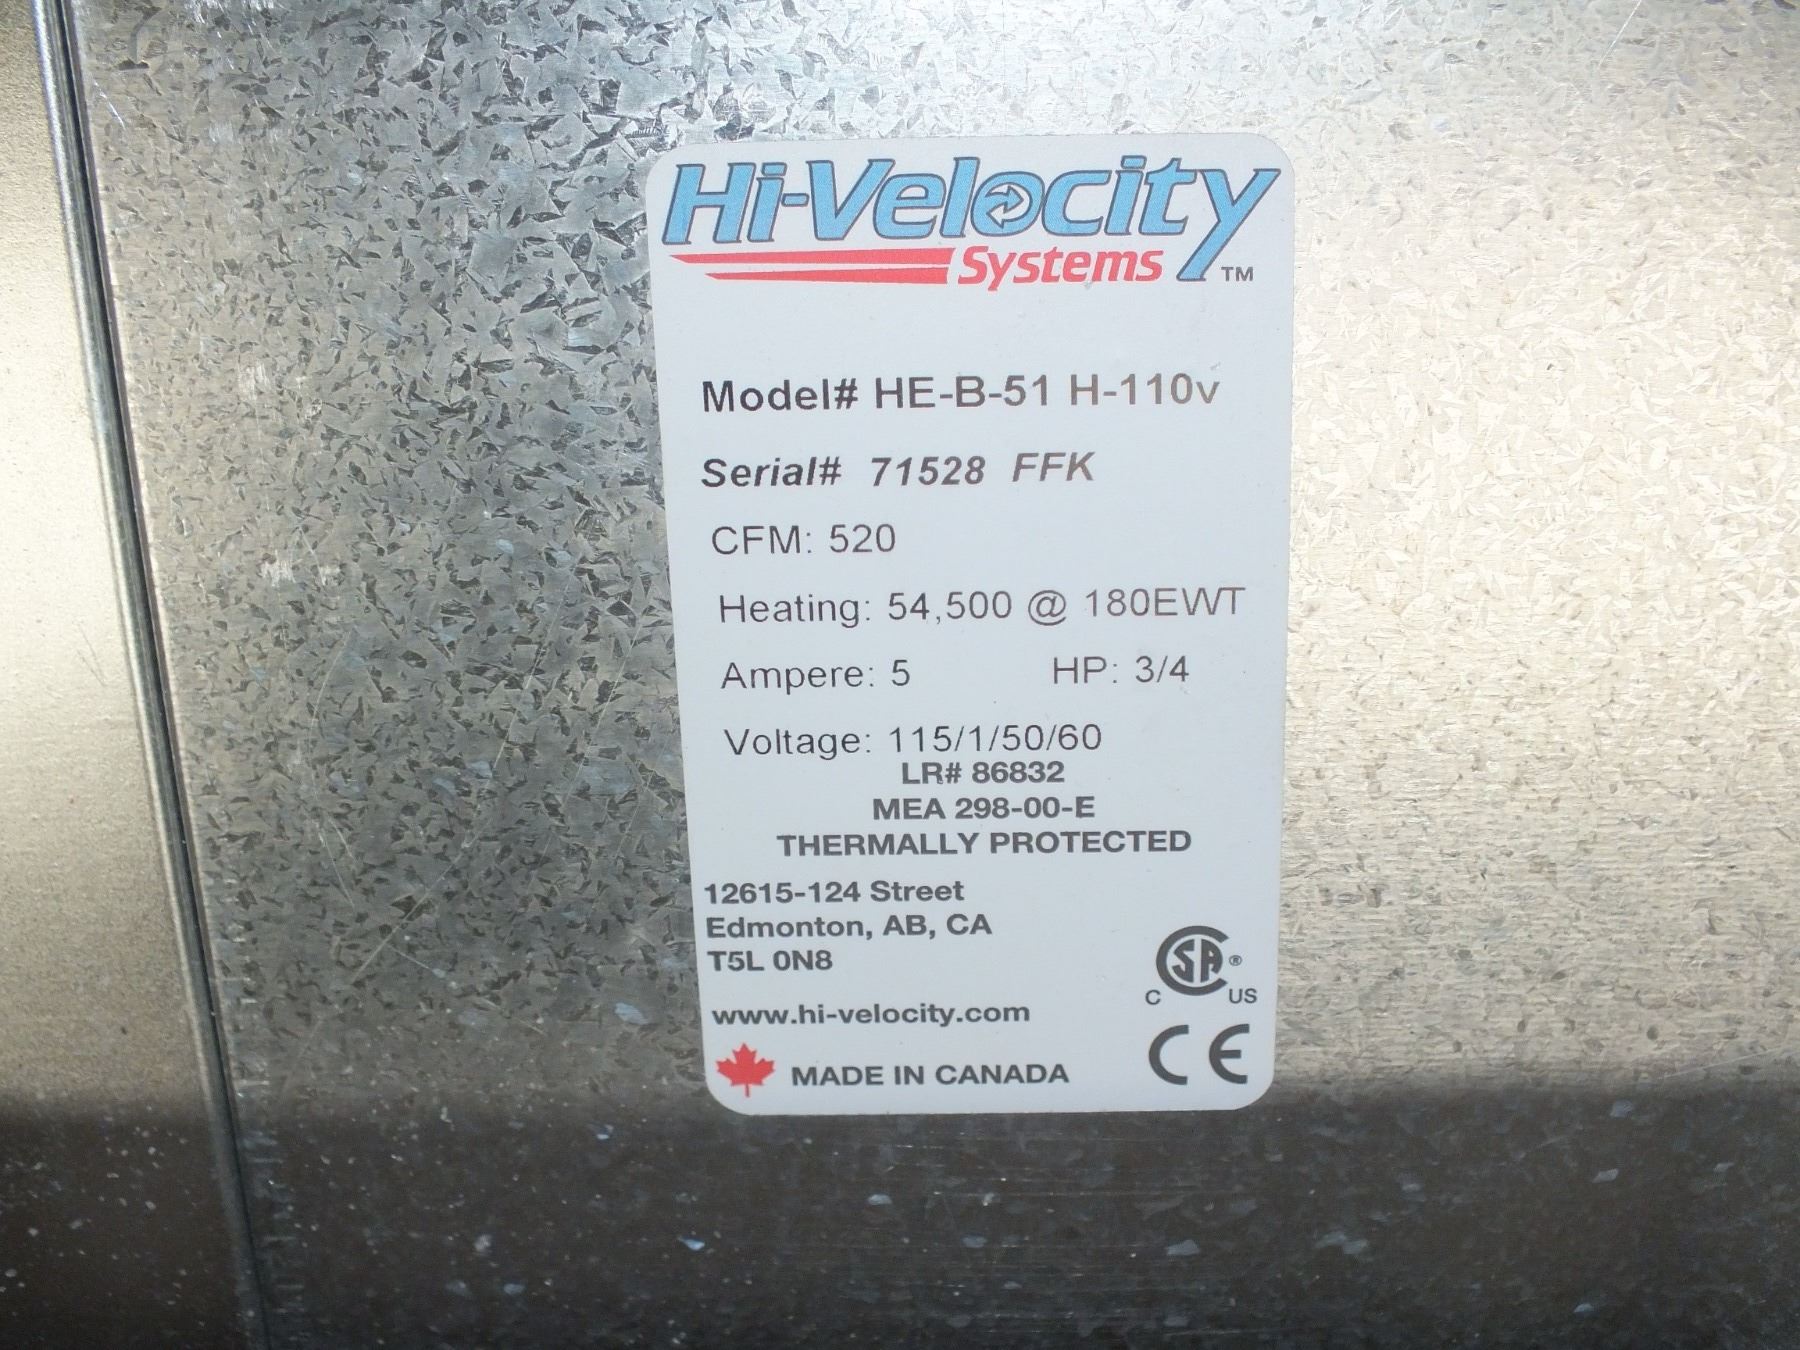 Hi-Velocity
Systems TM
Model# HE-B-51 H-110v
Serial# 71528 FFK
CFM: 520
Heating: 54,500 @ 180EWT
Ampere: 5 HP: 3/4
Voltage: 115/1/50/60
LR# 86832
MEA 298-00-E
THERMALLY PROTECTED
12615-124 Street
Edmonton, AB, CA
T5L 0N8
SA ®
C US
www.hi-velocity.com
MADE IN CANADA CE